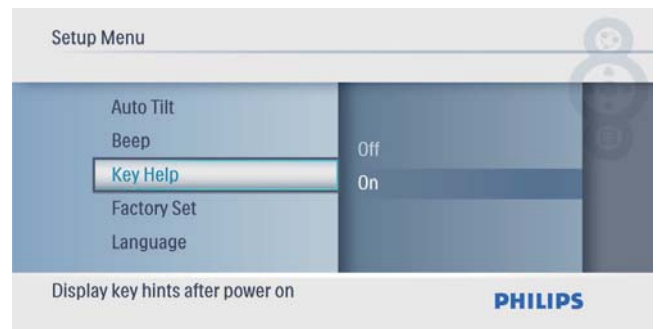 Setup Menu
Auto Tilt
Beep
Key Help
Factory Set
Language
Off
On
Display key hints after power on
PHILIPS